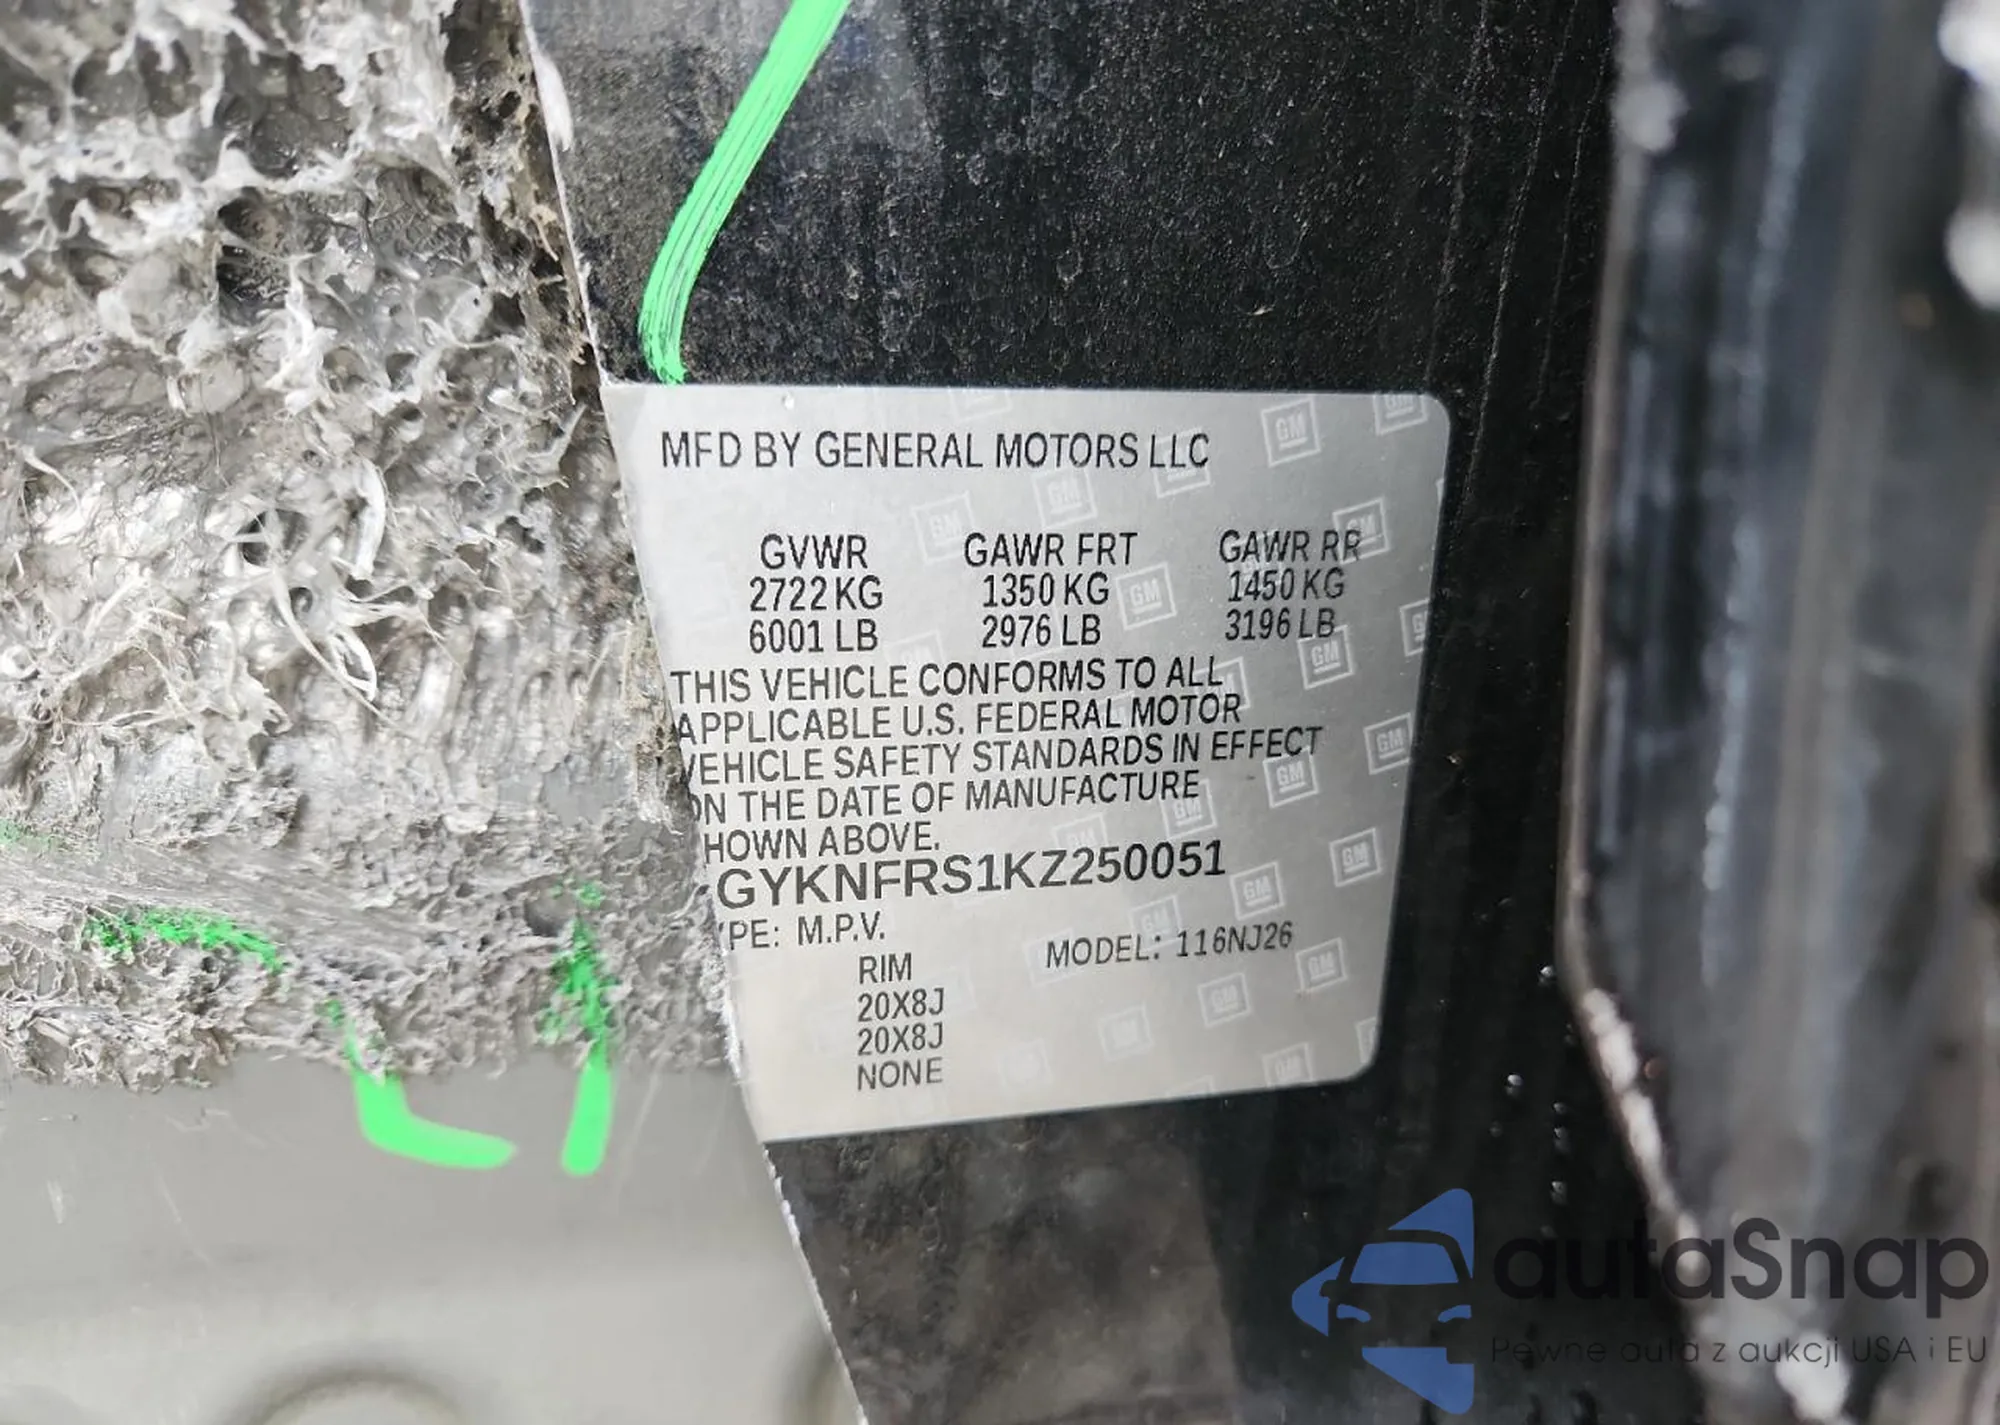 MFD BY GENERAL MOTORS LLC
GVWR GAWR FRT GAWR RR
2722 KG 1350 KG 1450 KG
6001 LB 2976 LB 3196 LB
THIS VEHICLE CONFORMS TO ALL
APPLICABLE U.S. FEDERAL MOTOR
VEHICLE SAFETY STANDARDS IN EFFECT
ON THE DATE OF MANUFACTURE
HOWN ABOVE.
GYKNFRS1KZ250051
PE: M.P.V. MODEL: 116NJ26
RIM
20X8J
20X8J
NONE
autaSnap
Pewne auta z aukcji USA i EU